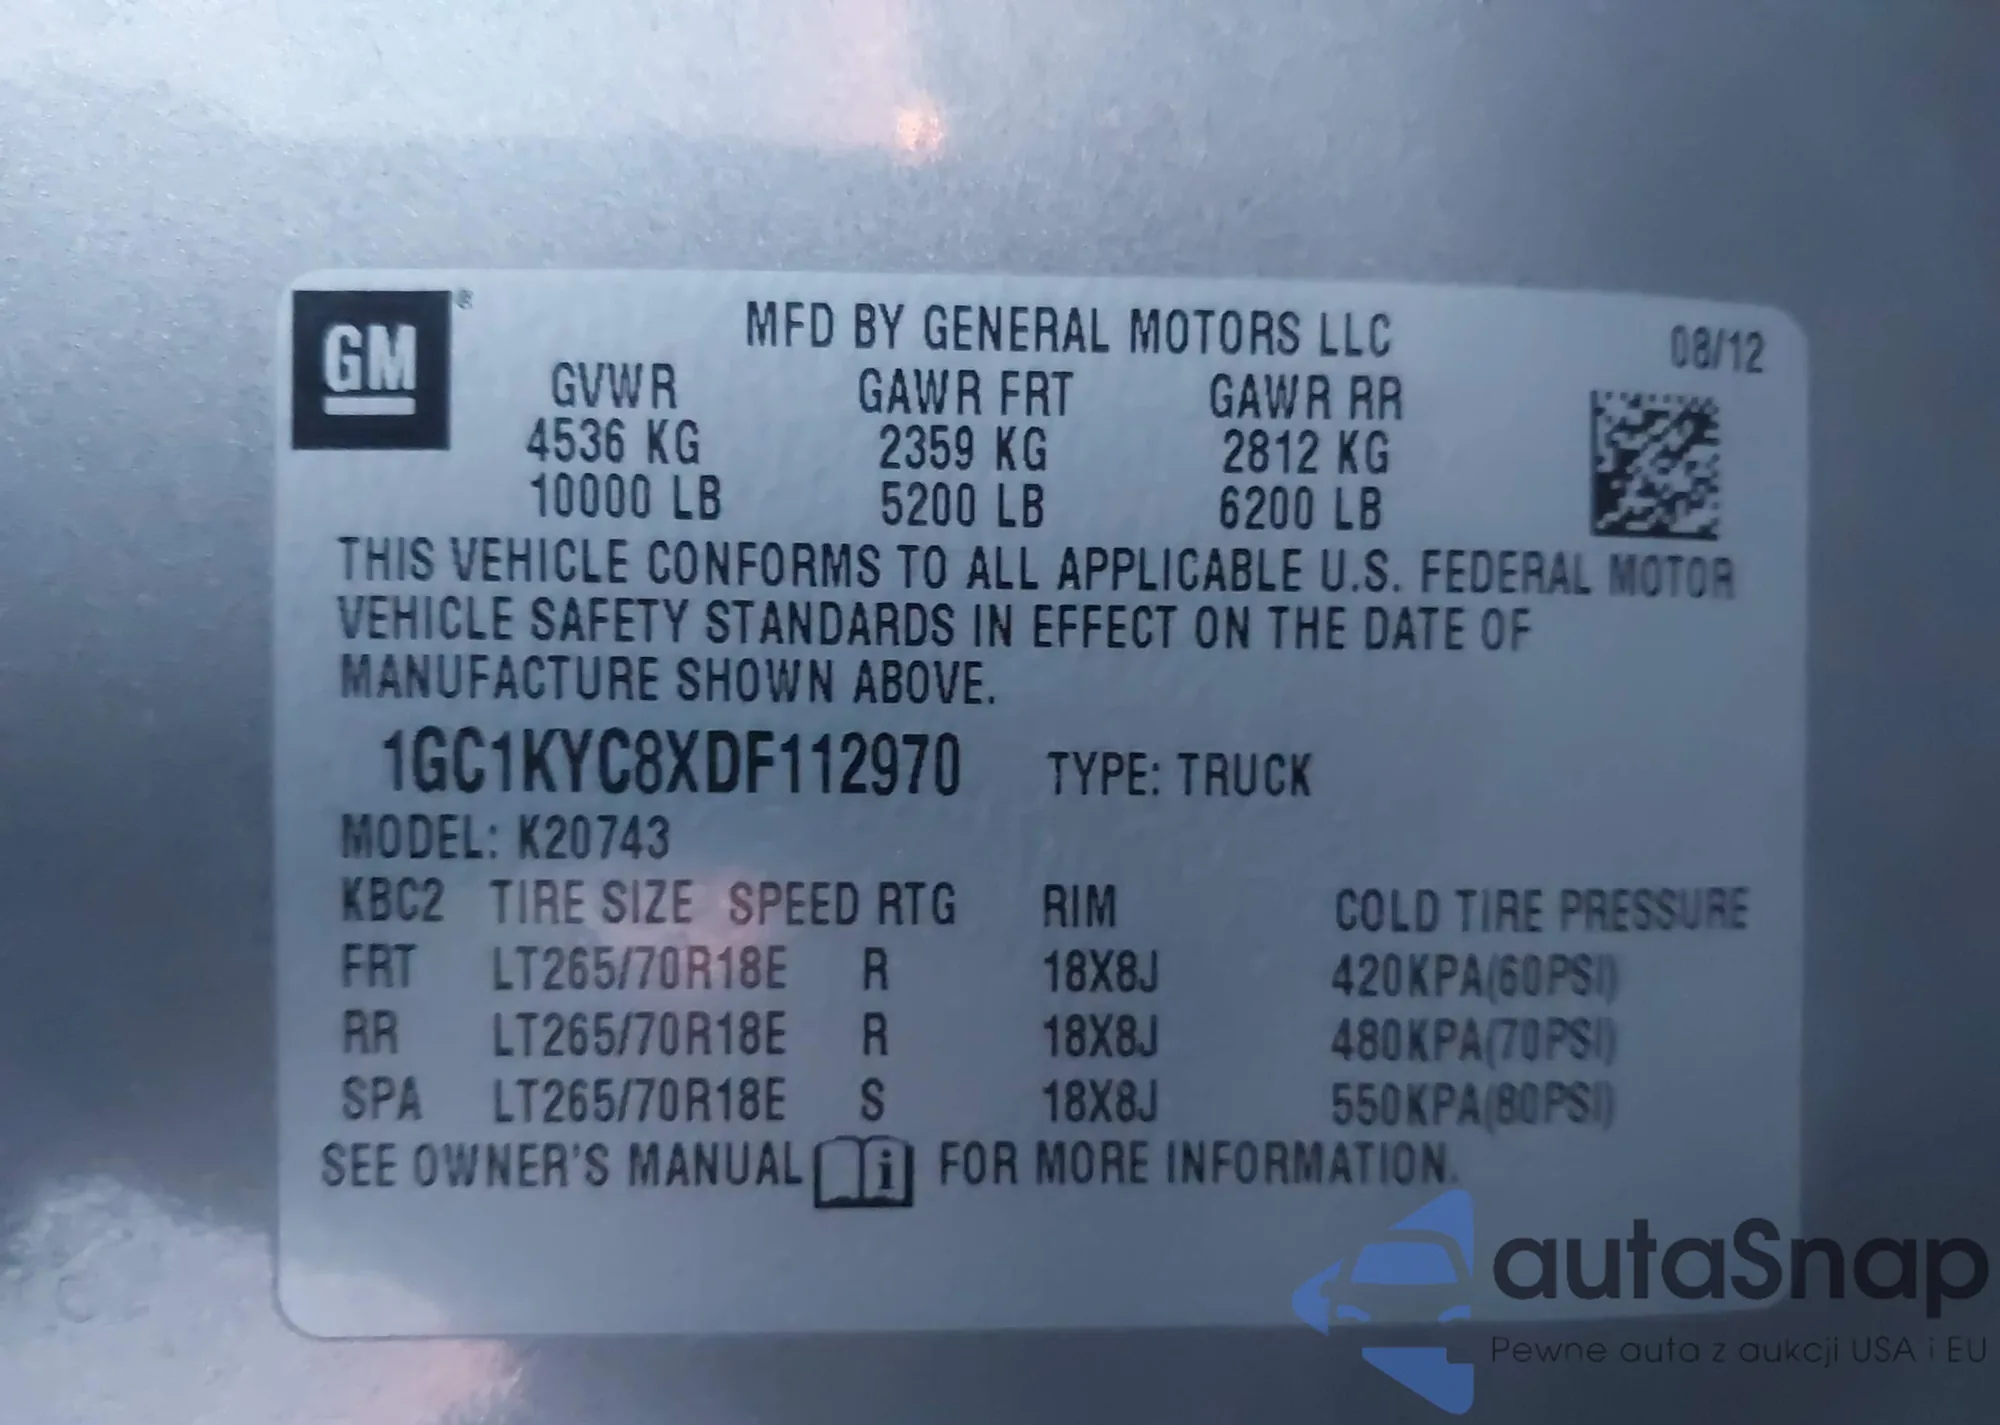 GM ®
MFD BY GENERAL MOTORS LLC 08/12
GVWR GAWR FRT GAWR RR
4536 KG 2359 KG 2812 KG
10000 LB 5200 LB 6200 LB
THIS VEHICLE CONFORMS TO ALL APPLICABLE U.S. FEDERAL MOTOR
VEHICLE SAFETY STANDARDS IN EFFECT ON THE DATE OF
MANUFACTURE SHOWN ABOVE.
1GC1KYC8XDF112970 TYPE: TRUCK
MODEL: K20743
KBC2 TIRE SIZE SPEED RTG RIM COLD TIRE PRESSURE
FRT LT265/70R18E R 18X8J 420KPA(60PSI)
RR LT265/70R18E R 18X8J 480KPA(70PSI)
SPA LT265/70R18E S 18X8J 550KPA(80PSI)
SEE OWNER'S MANUAL i FOR MORE INFORMATION.
autaSnap
Pewne auta z aukcji USA i EU